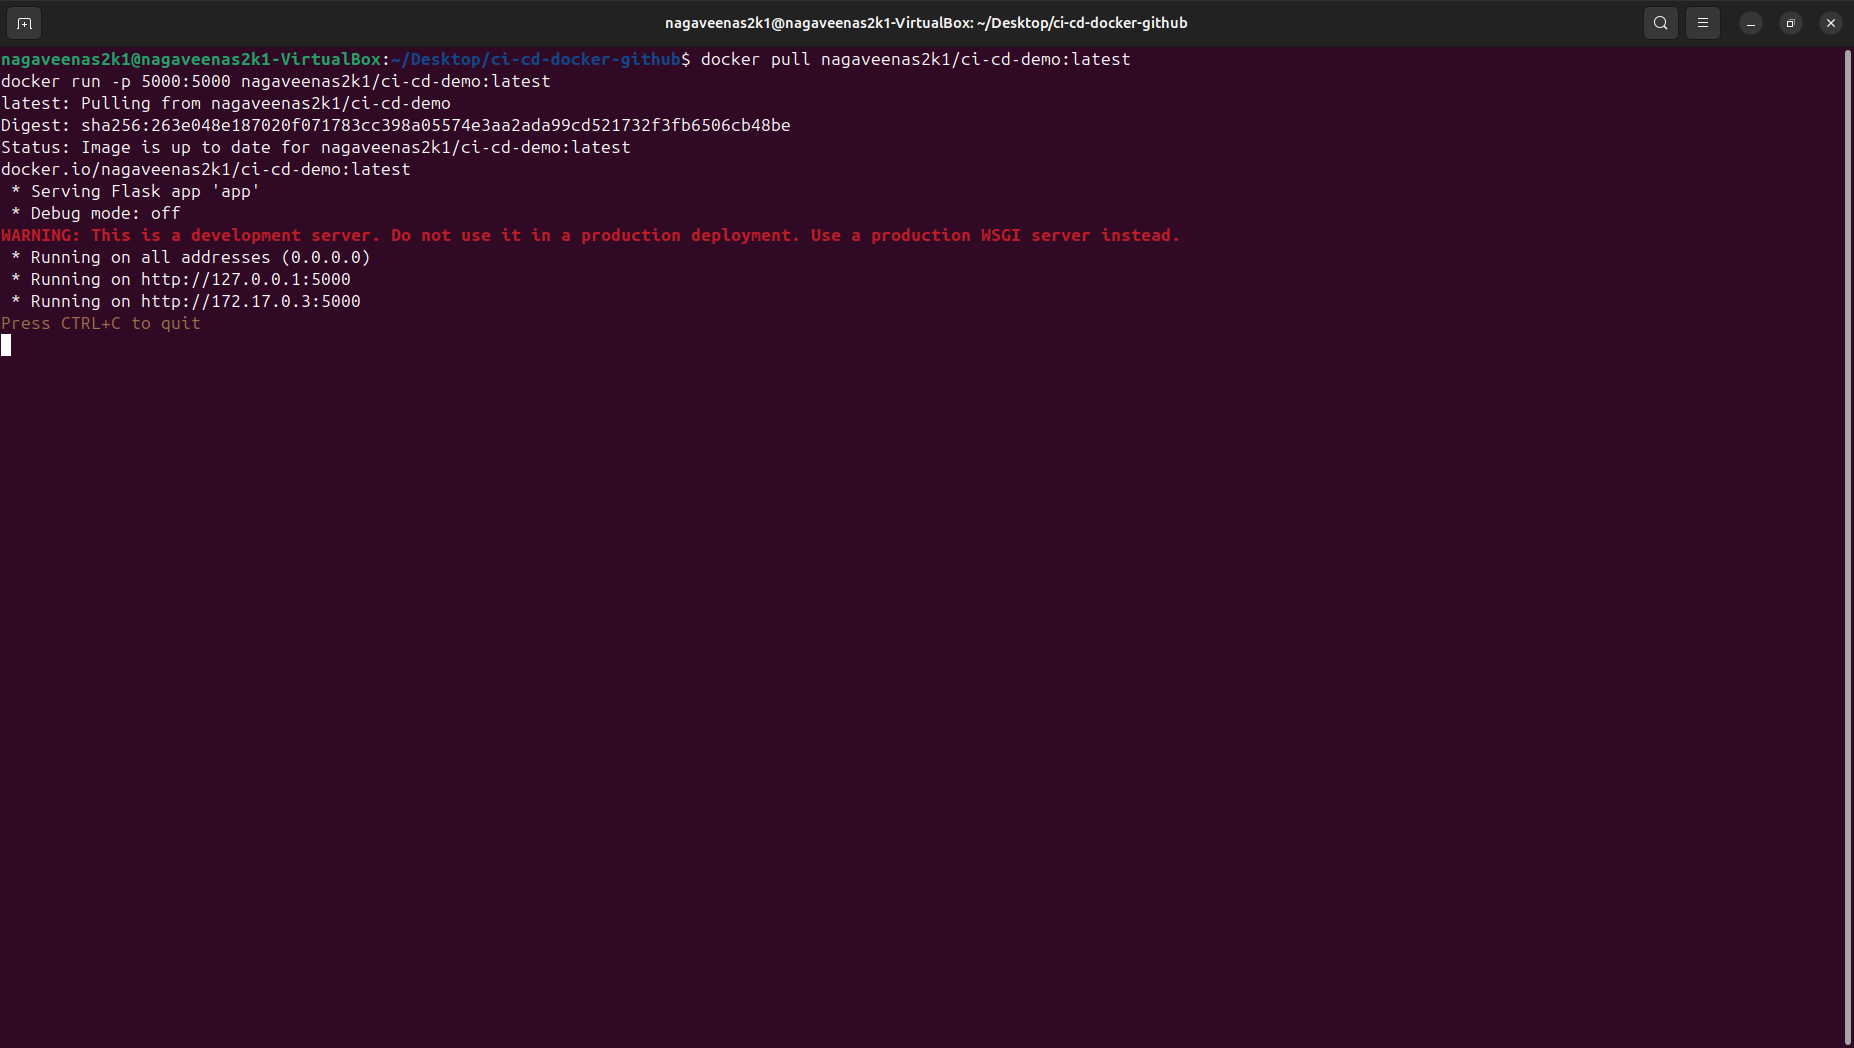 nagaveenas2k1@nagaveenas2k1-VirtualBox: ~/Desktop/ci-cd-docker-github
nagaveenas2k1@nagaveenas2k1-VirtualBox:~/Desktop/ci-cd-docker-github$ docker pull nagaveenas2k1/ci-cd-demo:latest
docker run -p 5000:5000 nagaveenas2k1/ci-cd-demo:latest
latest: Pulling from nagaveenas2k1/ci-cd-demo
Digest: sha256:263e048e187020f071783cc398a05574e3aa2ada99cd521732f3fb6506cb48be
Status: Image is up to date for nagaveenas2k1/ci-cd-demo:latest
docker.io/nagaveenas2k1/ci-cd-demo:latest
 * Serving Flask app 'app'
 * Debug mode: off
WARNING: This is a development server. Do not use it in a production deployment. Use a production WSGI server instead.
 * Running on all addresses (0.0.0.0)
 * Running on http://127.0.0.1:5000
 * Running on http://172.17.0.3:5000
Press CTRL+C to quit